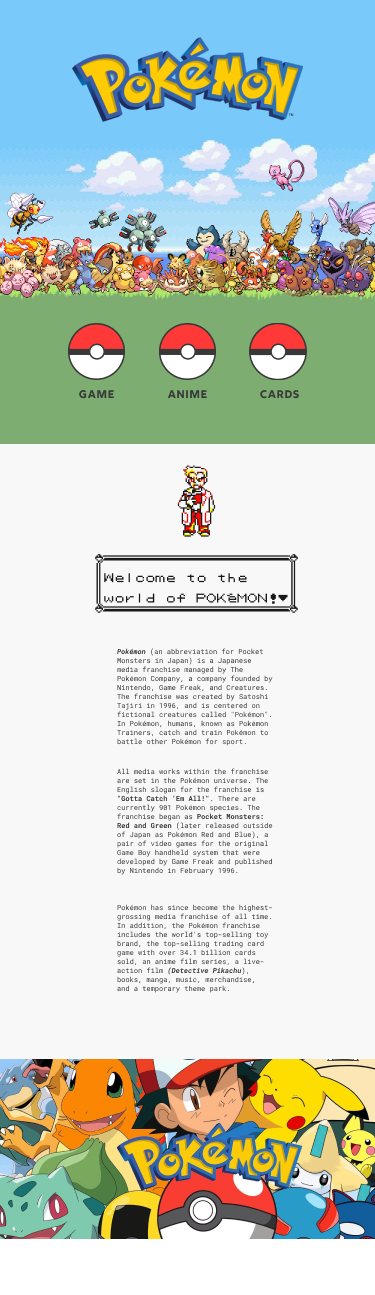 POKÉMON
GAME ANIME CARDS
Welcome to the
world of POKéMON!
Pokémon (an abbreviation for Pocket
Monsters in Japan) is a Japanese
media franchise managed by The
Pokémon Company, a company founded by
Nintendo, Game Freak, and Creatures.
The franchise was created by Satoshi
Tajiri in 1996, and is centered on
fictional creatures called "Pokémon".
In Pokémon, humans, known as Pokémon
Trainers, catch and train Pokémon to
battle other Pokémon for sport.
All media works within the franchise
are set in the Pokémon universe. The
English slogan for the franchise is
"Gotta Catch 'Em All!". There are
currently 901 Pokémon species. The
franchise began as Pocket Monsters:
Red and Green (later released outside
of Japan as Pokémon Red and Blue), a
pair of video games for the original
Game Boy handheld system that were
developed by Game Freak and published
by Nintendo in February 1996.
Pokémon has since become the highest-
grossing media franchise of all time.
In addition, the Pokémon franchise
includes the world's top-selling toy
brand, the top-selling trading card
game with over 34.1 billion cards
sold, an anime film series, a live-
action film (Detective Pikachu),
books, manga, music, merchandise,
and a temporary theme park.
POKÉMON